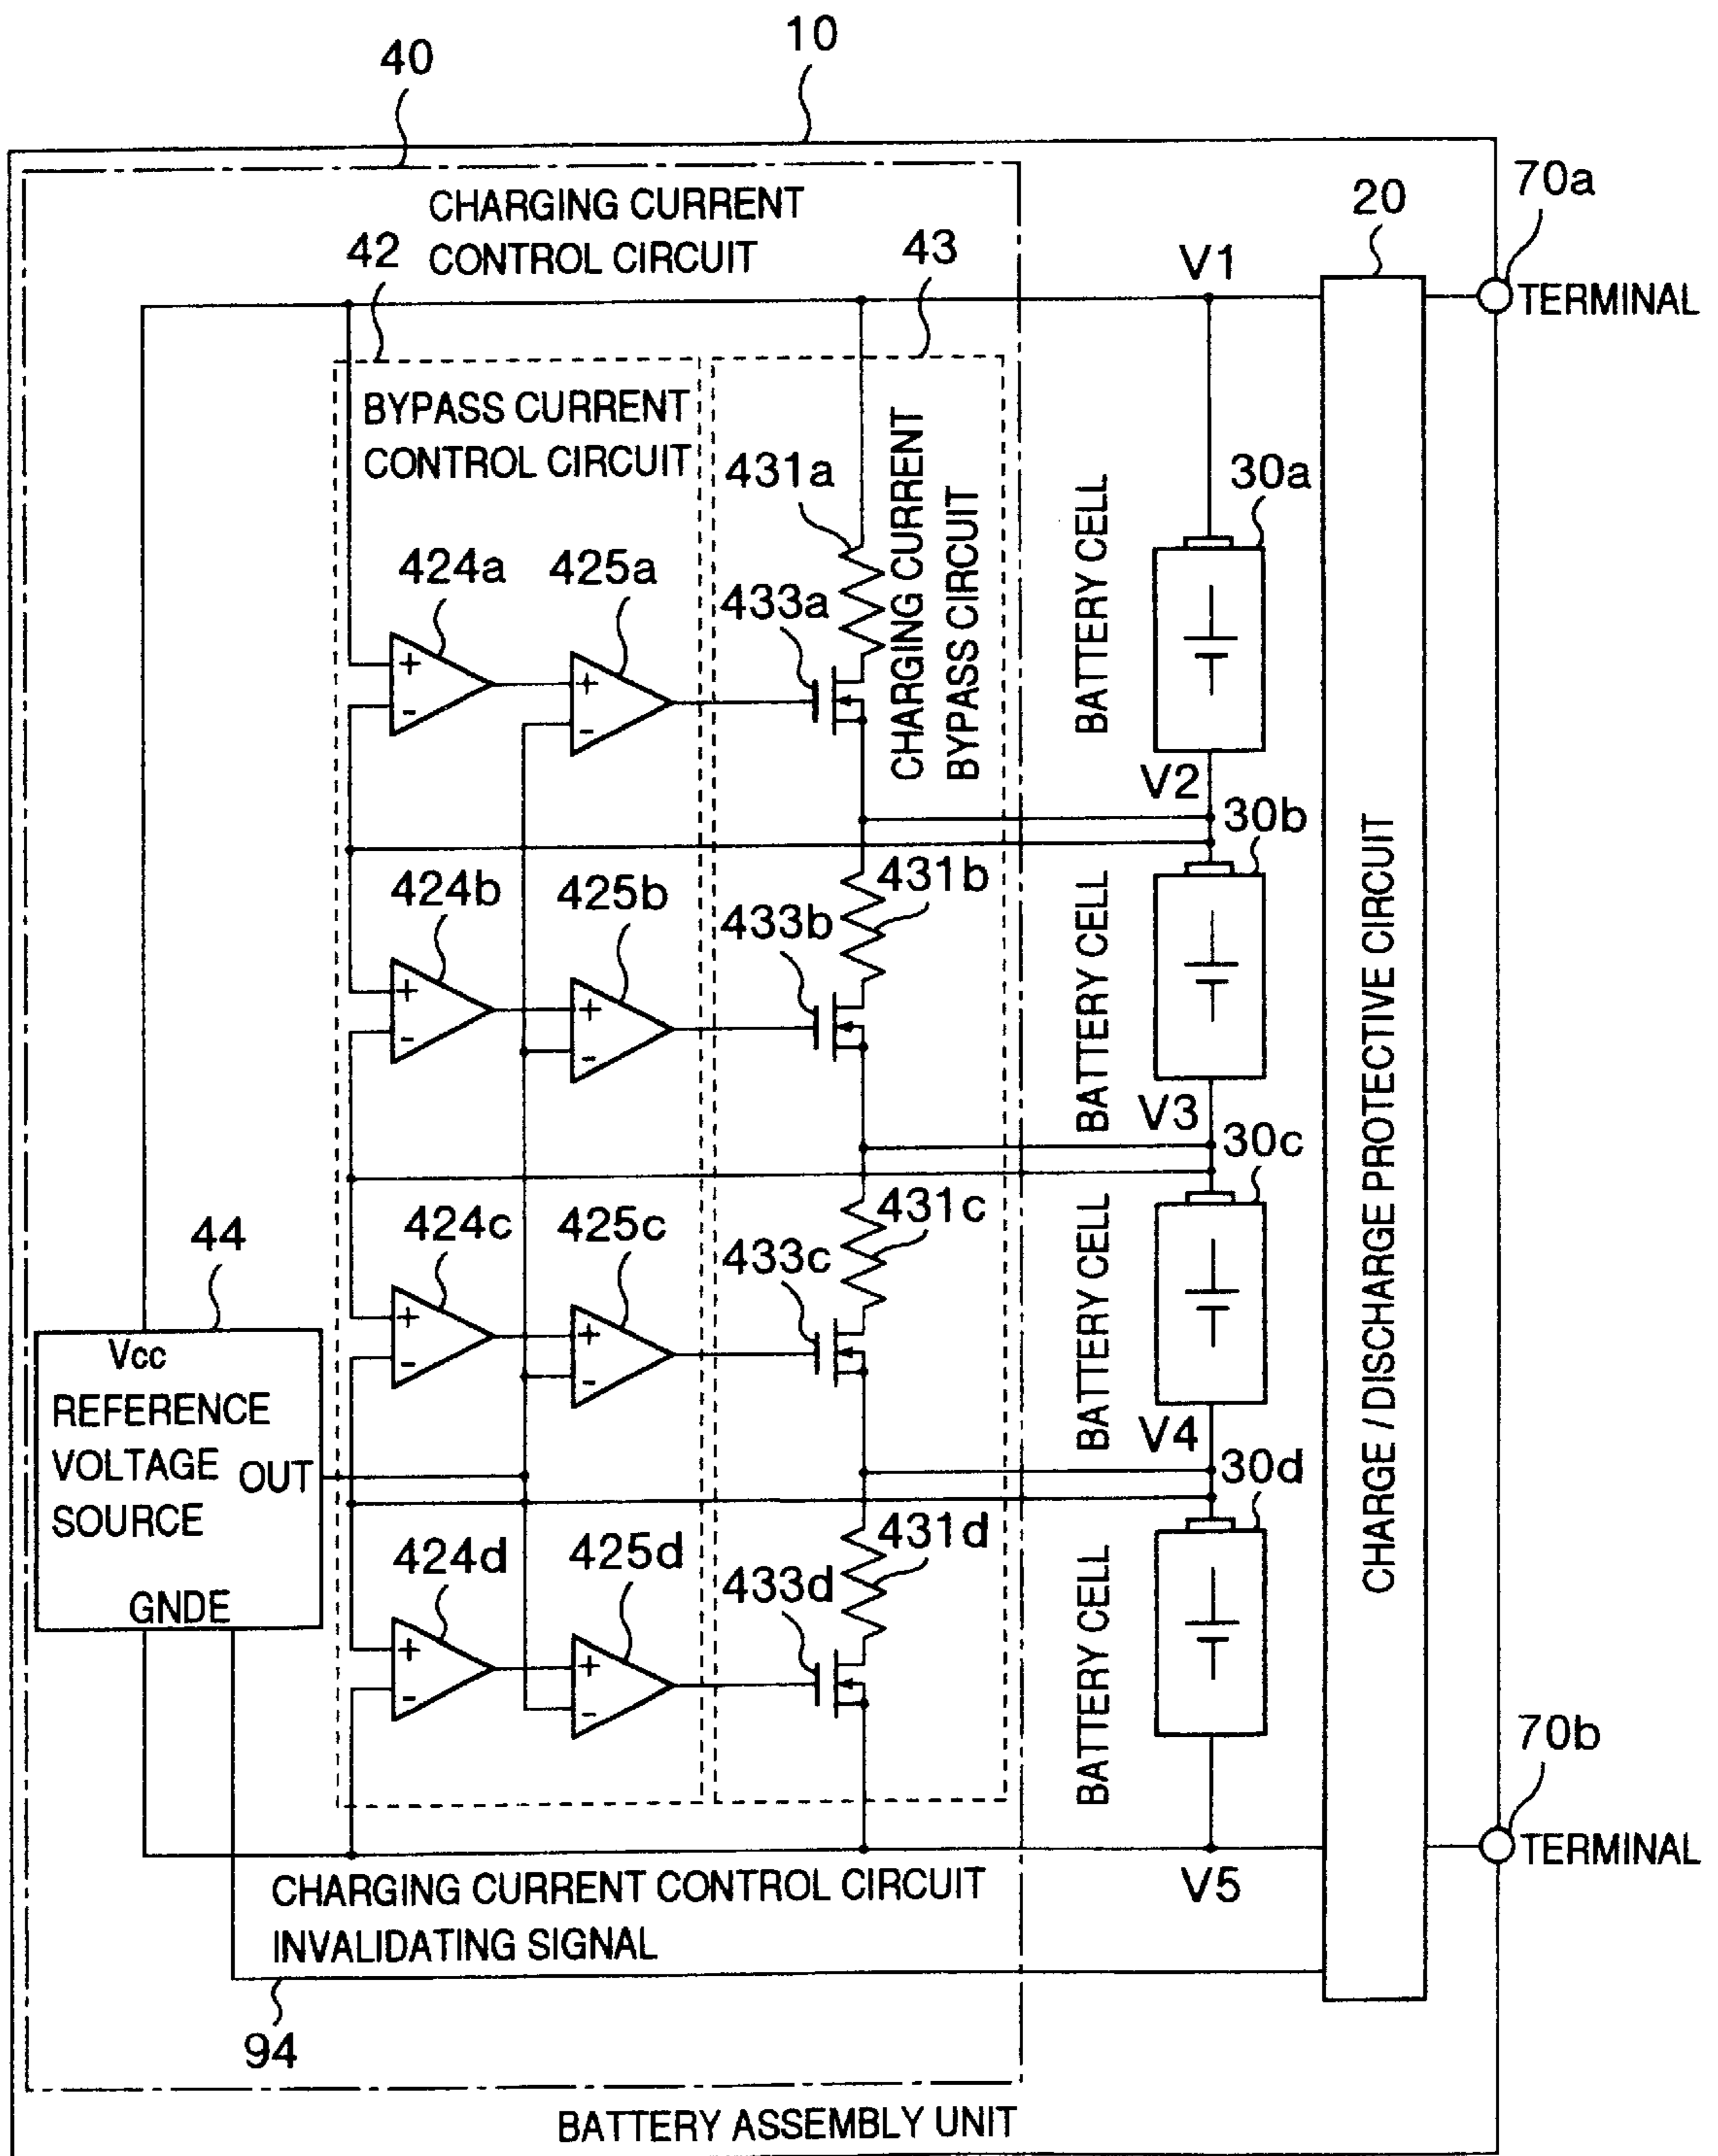 10
40
70a
20
CHARGING CURRENT
CONTROL CIRCUIT
42
43
V1
TERMINAL
BYPASS CURRENT
CONTROL CIRCUIT
CHARGING CURRENT
BYPASS CIRCUIT
431a
30a
BATTERY CELL
424a
425a
433a
+
-
+
-
V2
30b
424b
425b
431b
433b
BATTERY CELL
+
-
+
-
V3
30c
424c
425c
431c
433c
BATTERY CELL
+
-
+
-
44
Vcc
REFERENCE
VOLTAGE
SOURCE
OUT
GNDE
V4
30d
424d
425d
431d
433d
BATTERY CELL
+
-
+
-
CHARGE / DISCHARGE PROTECTIVE CIRCUIT
70b
TERMINAL
V5
CHARGING CURRENT CONTROL CIRCUIT
INVALIDATING SIGNAL
94
BATTERY ASSEMBLY UNIT